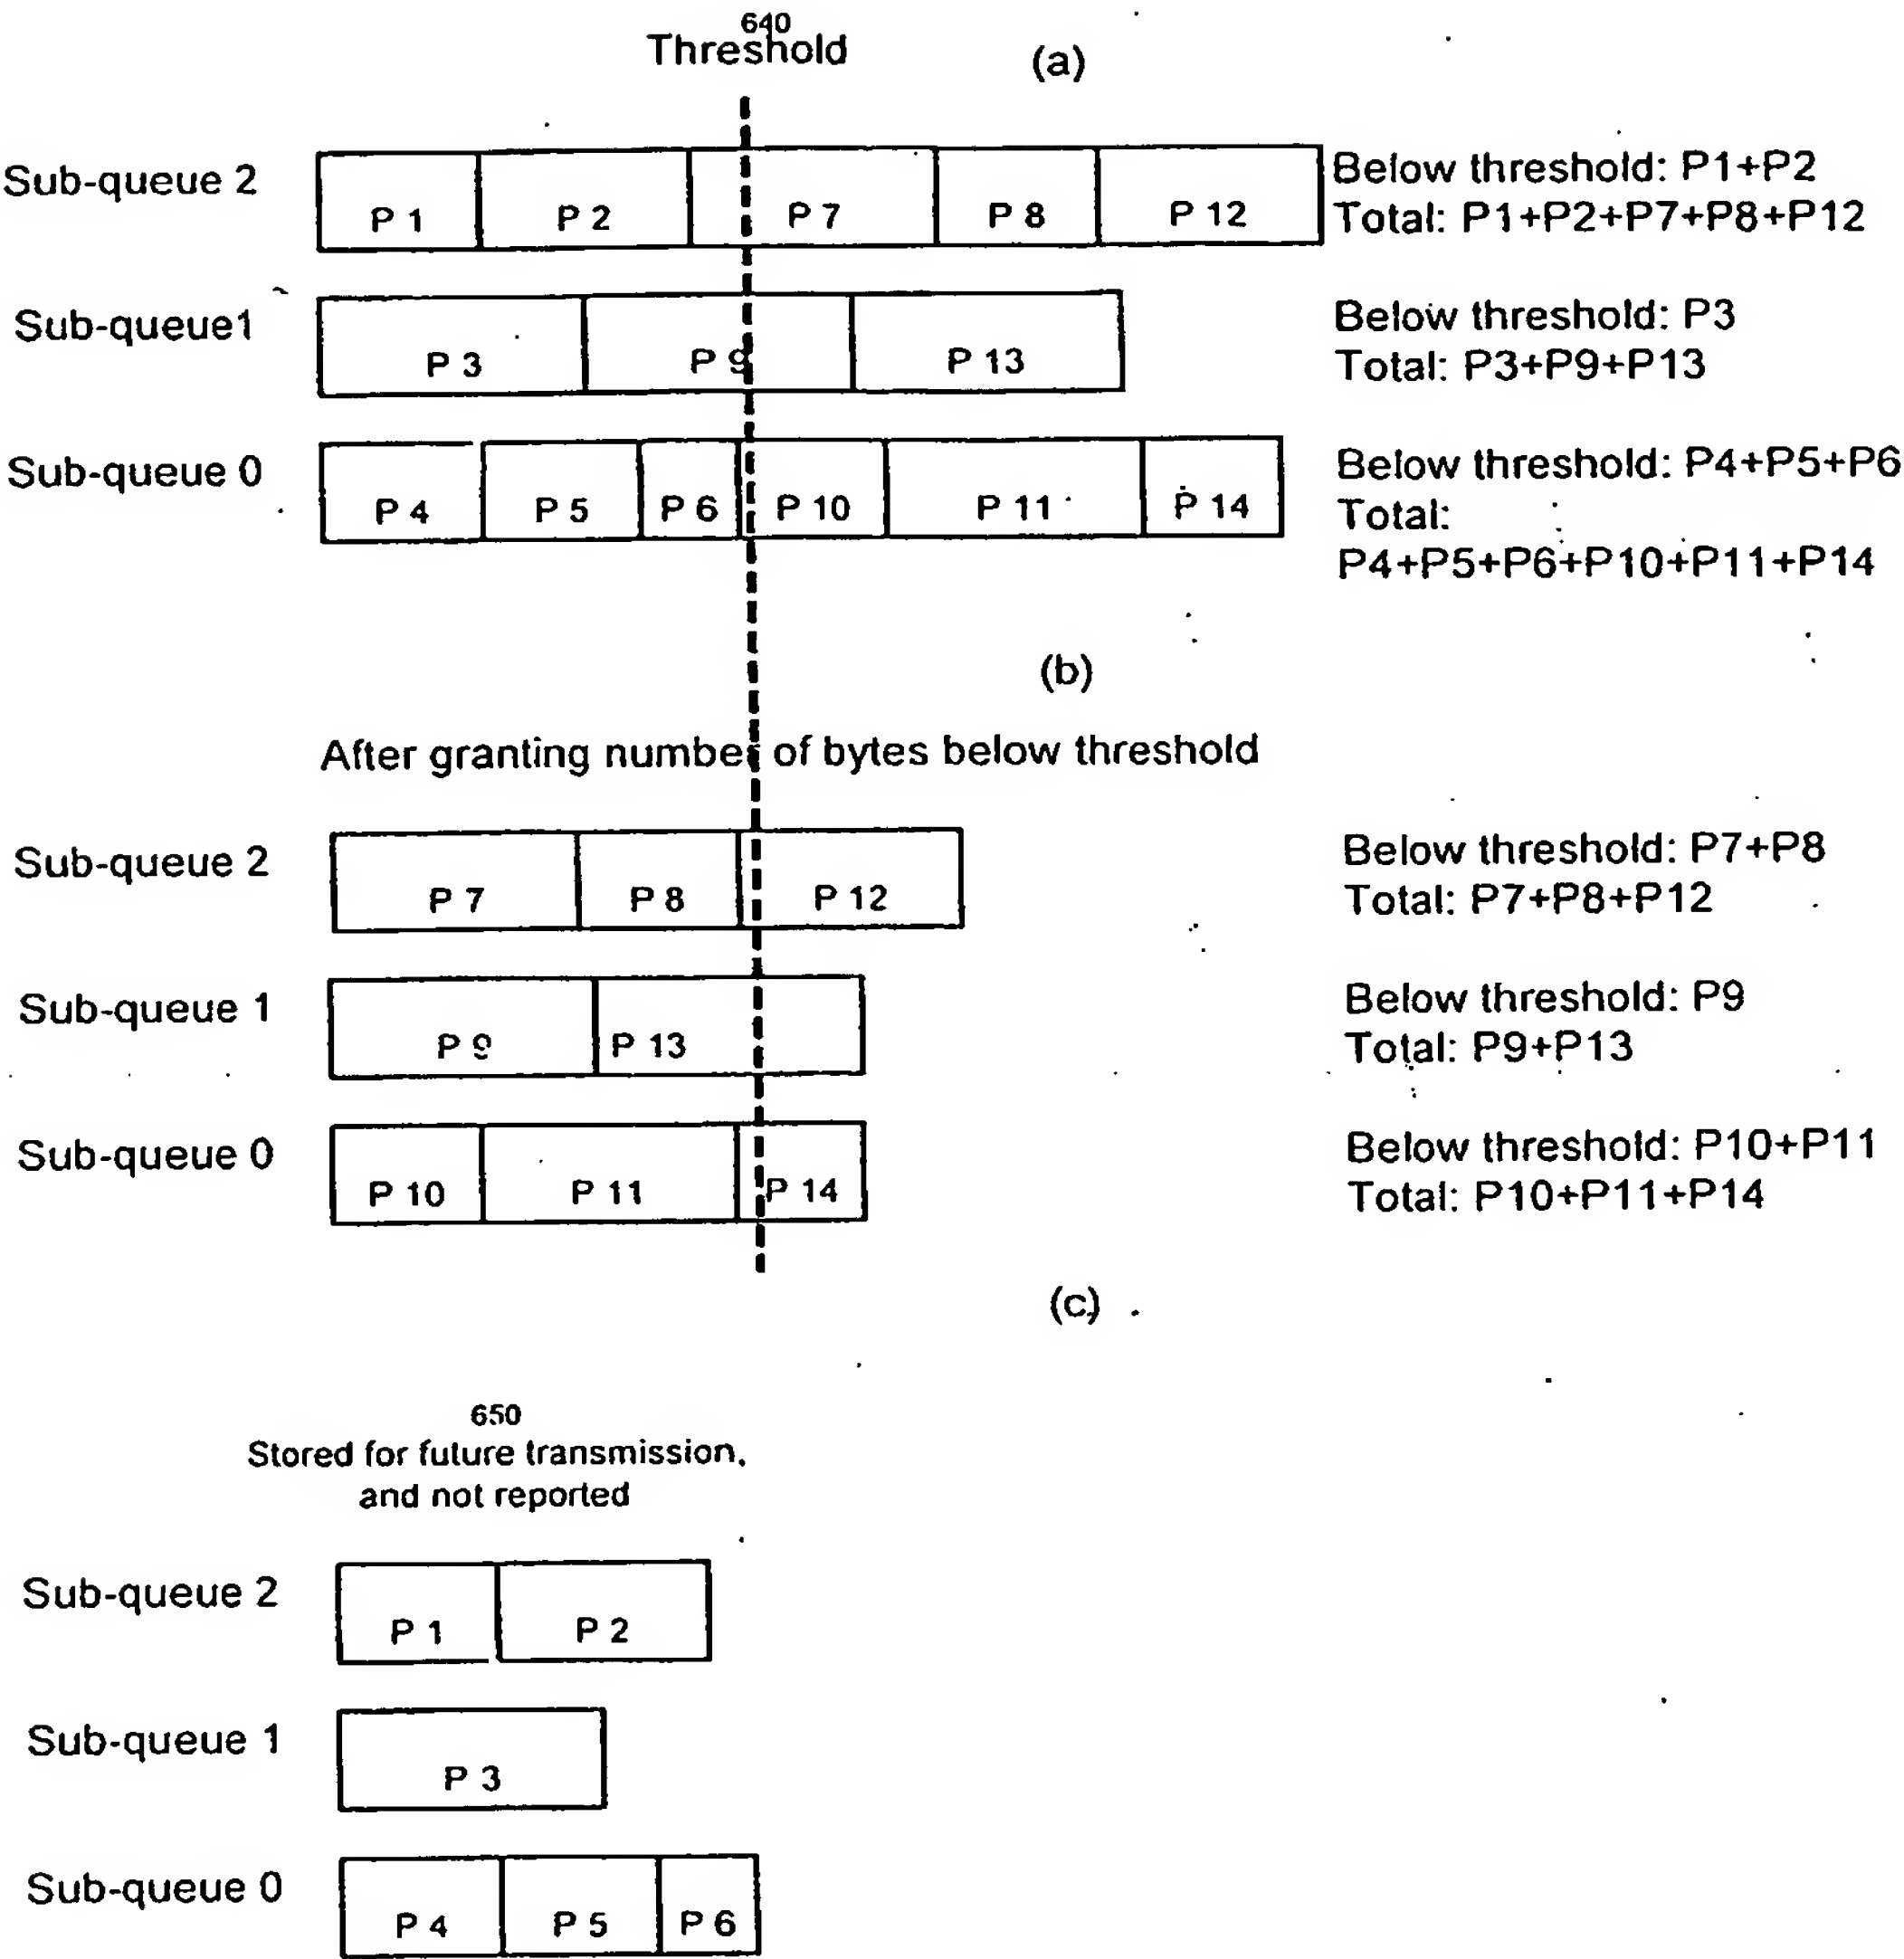 640
Threshold
(a)
Sub-queue 2
P 1
P 2
P 7
P 8
P 12
Below threshold: P1+P2
Total: P1+P2+P7+P8+P12
Sub-queue1
P 3
P 9
P 13
Below threshold: P3
Total: P3+P9+P13
Sub-queue 0
P 4
P 5
P 6
P 10
P 11
P 14
Below threshold: P4+P5+P6
Total:
P4+P5+P6+P10+P11+P14
(b)
After granting number of bytes below threshold
Sub-queue 2
P 7
P 8
P 12
Below threshold: P7+P8
Total: P7+P8+P12
Sub-queue 1
P 9
P 13
Below threshold: P9
Total: P9+P13
Sub-queue 0
P 10
P 11
P 14
Below threshold: P10+P11
Total: P10+P11+P14
(c)
650
Stored for future transmission,
and not reported
Sub-queue 2
P 1
P 2
Sub-queue 1
P 3
Sub-queue 0
P 4
P 5
P 6